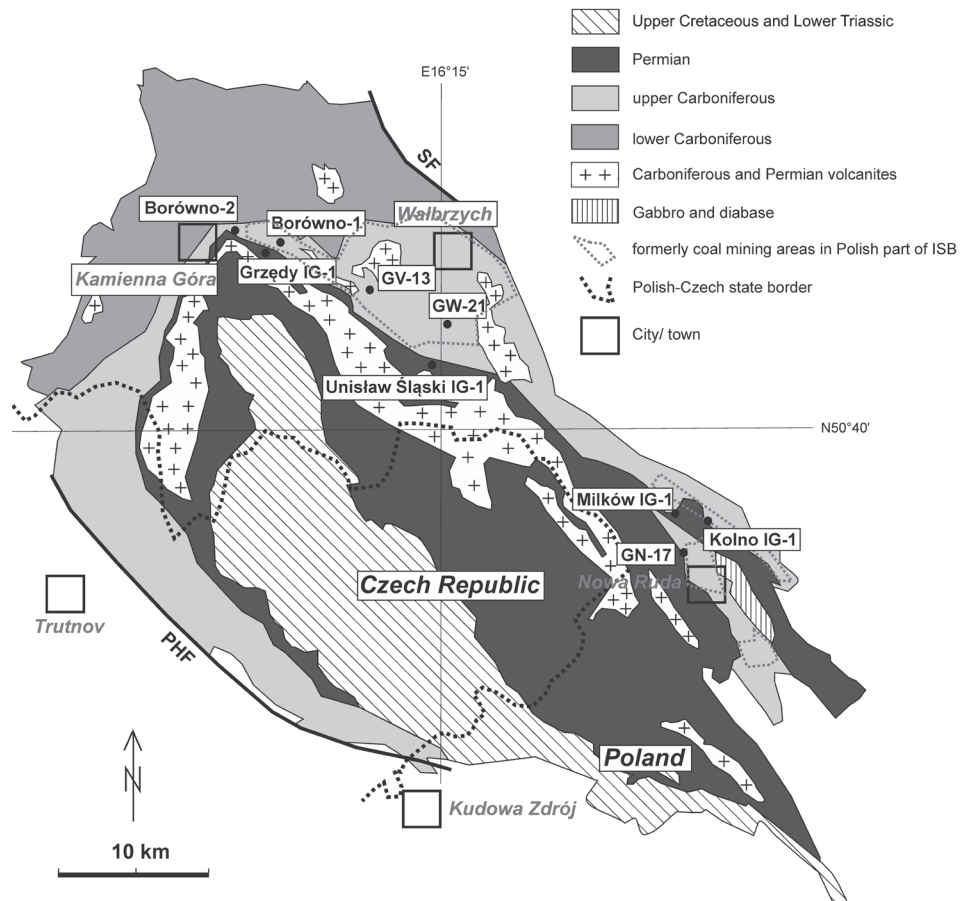 Upper Cretaceous and Lower Triassic
Permian
upper Carboniferous
lower Carboniferous
Carboniferous and Permian volcanites
Gabbro and diabase
formerly coal mining areas in Polish part of ISB
Polish-Czech state border
City/ town
E16°15'
SF
Borówno-2
Borówno-1
Wałbrzych
Kamienna Góra
Grzędy IG-1
GV-13
GW-21
Unisław Śląski IG-1
N50°40'
Milków IG-1
Kolno IG-1
GN-17
Nowa Ruda
Czech Republic
Trutnov
PHF
Poland
N
Kudowa Zdrój
10 km